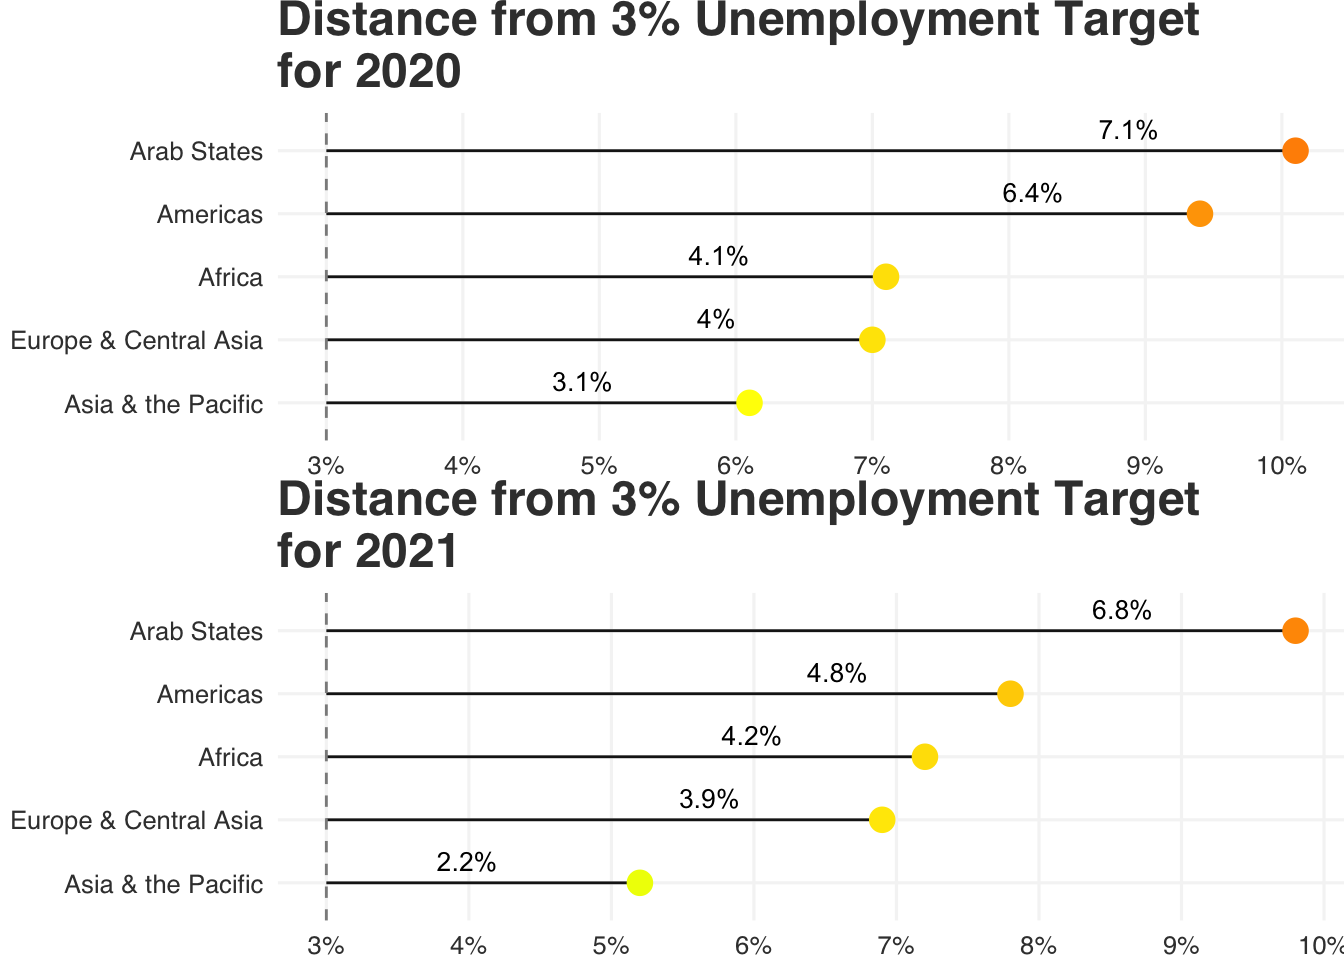 Distance from 3% Unemployment Target
for 2020
Arab States
7.1%
Americas
6.4%
Africa
4.1%
Europe & Central Asia
4%
Asia & the Pacific
3.1%
3% 4% 5% 6% 7% 8% 9% 10%
Distance from 3% Unemployment Target
for 2021
Arab States
6.8%
Americas
4.8%
Africa
4.2%
Europe & Central Asia
3.9%
Asia & the Pacific
2.2%
3% 4% 5% 6% 7% 8% 9% 10%